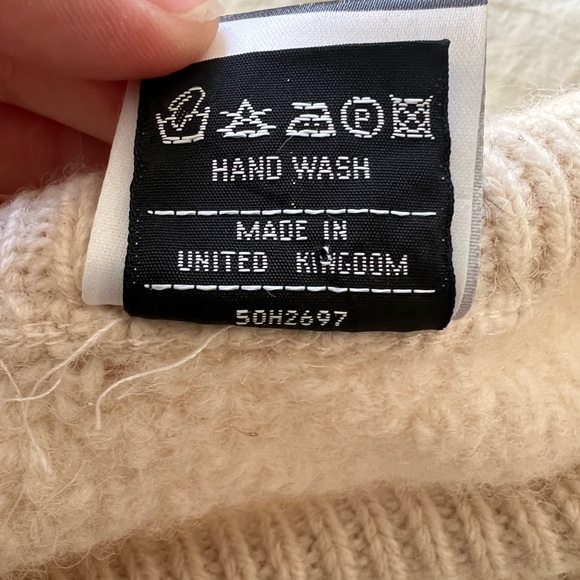 P
HAND WASH
MADE IN
UNITED KINGDOM
50H2697